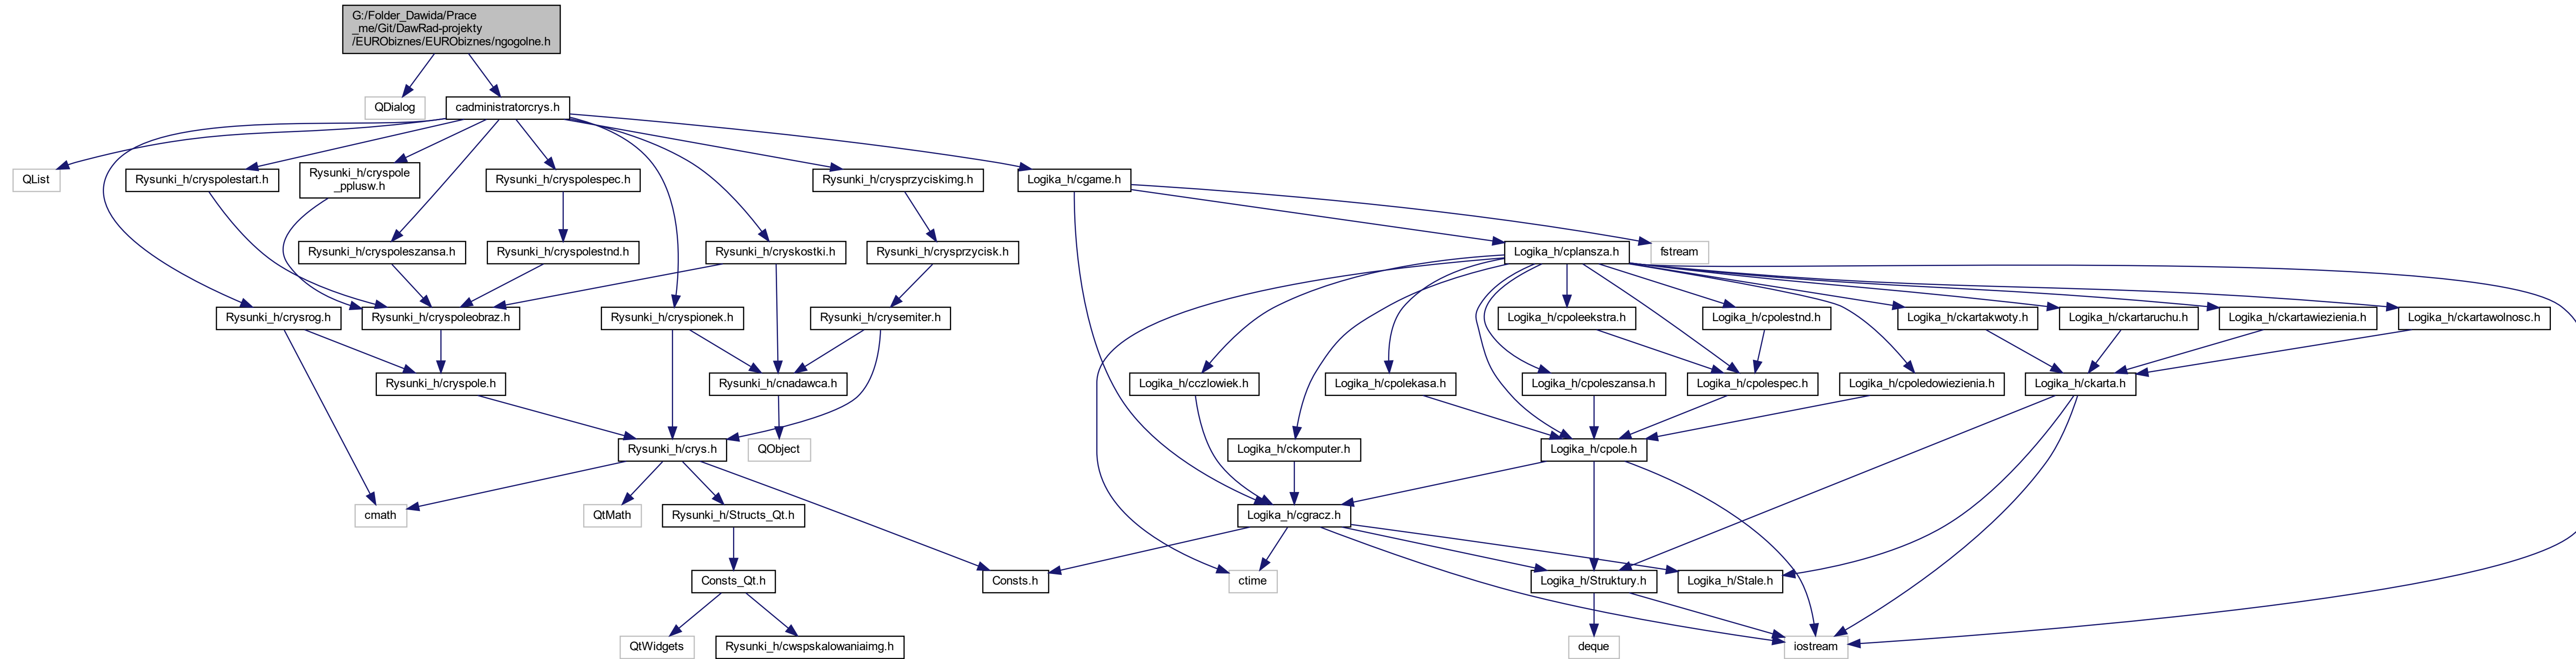 G:/Folder_Dawida/Prace
_me/Git/DawRad-projekty
/EURObiznes/EURObiznes/ngogolne.h
QDialog
cadministratorcrys.h
QList
Rysunki_h/cryspolestart.h
Rysunki_h/cryspole
_pplusw.h
Rysunki_h/cryspolespec.h
Rysunki_h/crysprzyciskimg.h
Logika_h/cgame.h
Rysunki_h/cryspoleszansa.h
Rysunki_h/cryspolestnd.h
Rysunki_h/cryskostki.h
Rysunki_h/crysprzycisk.h
Logika_h/cplansza.h
fstream
Rysunki_h/crysrog.h
Rysunki_h/cryspoleobraz.h
Rysunki_h/cryspionek.h
Rysunki_h/crysemiter.h
Logika_h/cpoleekstra.h
Logika_h/cpolestnd.h
Logika_h/ckartakwoty.h
Logika_h/ckartaruchu.h
Logika_h/ckartawiezienia.h
Logika_h/ckartawolnosc.h
Rysunki_h/cryspole.h
Rysunki_h/cnadawca.h
Logika_h/cczlowiek.h
Logika_h/cpolekasa.h
Logika_h/cpoleszansa.h
Logika_h/cpolespec.h
Logika_h/cpoledowiezienia.h
Logika_h/ckarta.h
Rysunki_h/crys.h
QObject
Logika_h/ckomputer.h
Logika_h/cpole.h
cmath
QtMath
Rysunki_h/Structs_Qt.h
Logika_h/cgracz.h
Consts_Qt.h
Consts.h
ctime
Logika_h/Struktury.h
Logika_h/Stale.h
QtWidgets
Rysunki_h/cwspskalowaniaimg.h
deque
iostream